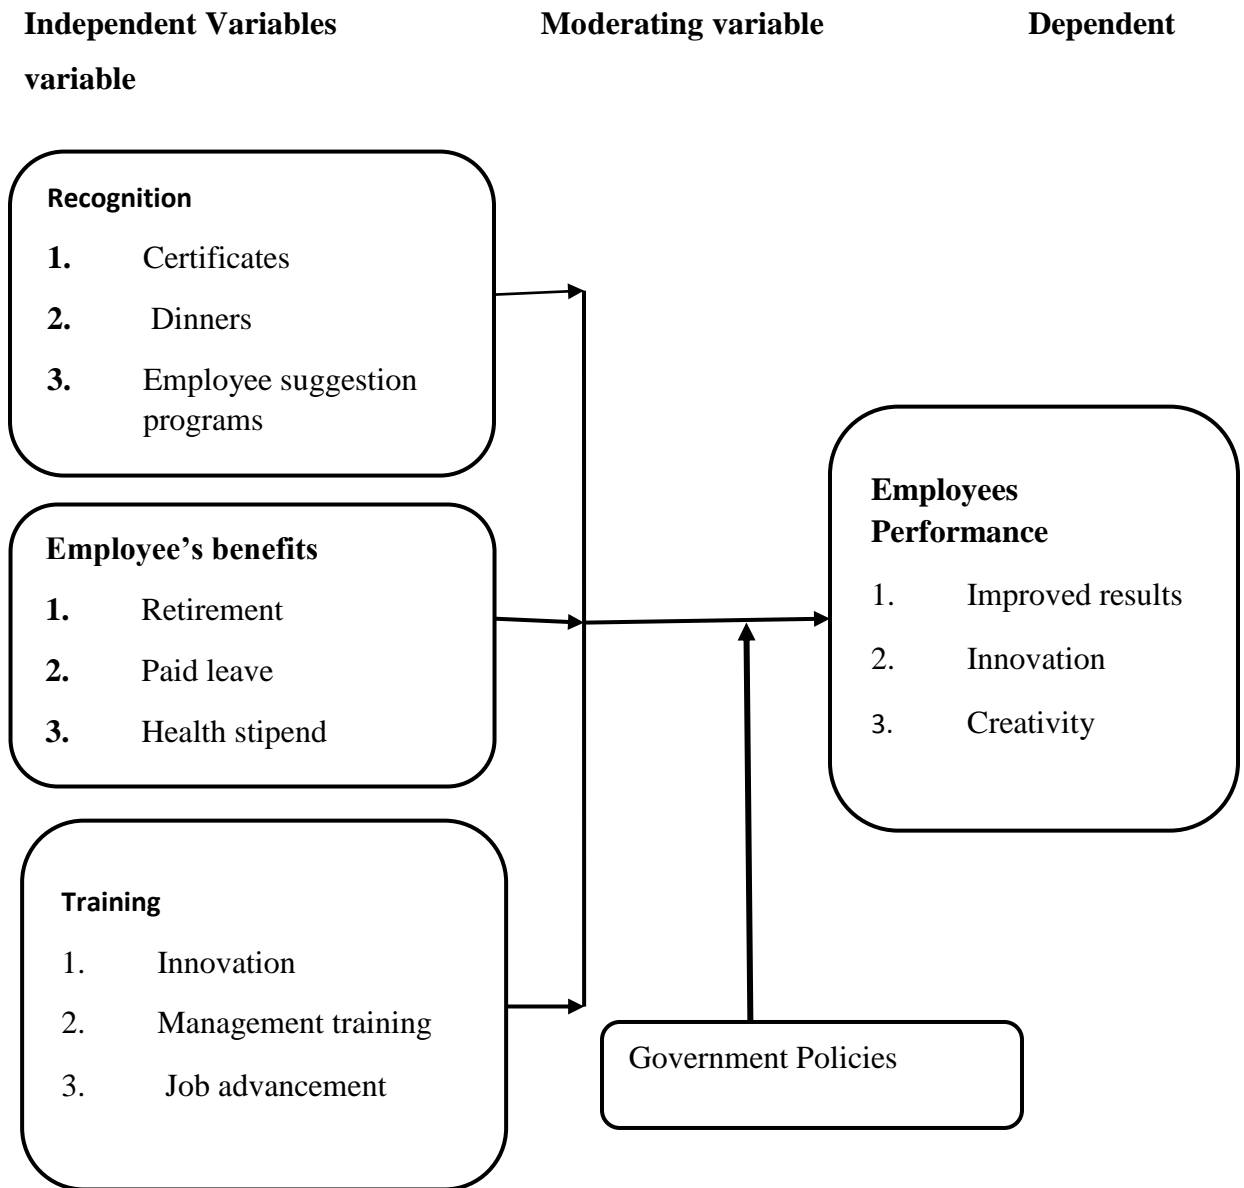 Independent Variables Moderating variable Dependent
variable
Recognition
1. Certificates
2. Dinners
3. Employee suggestion
programs
Employee’s benefits
1. Retirement
2. Paid leave
3. Health stipend
Training
1. Innovation
2. Management training
3. Job advancement
Government Policies
Employees
Performance
1. Improved results
2. Innovation
3. Creativity